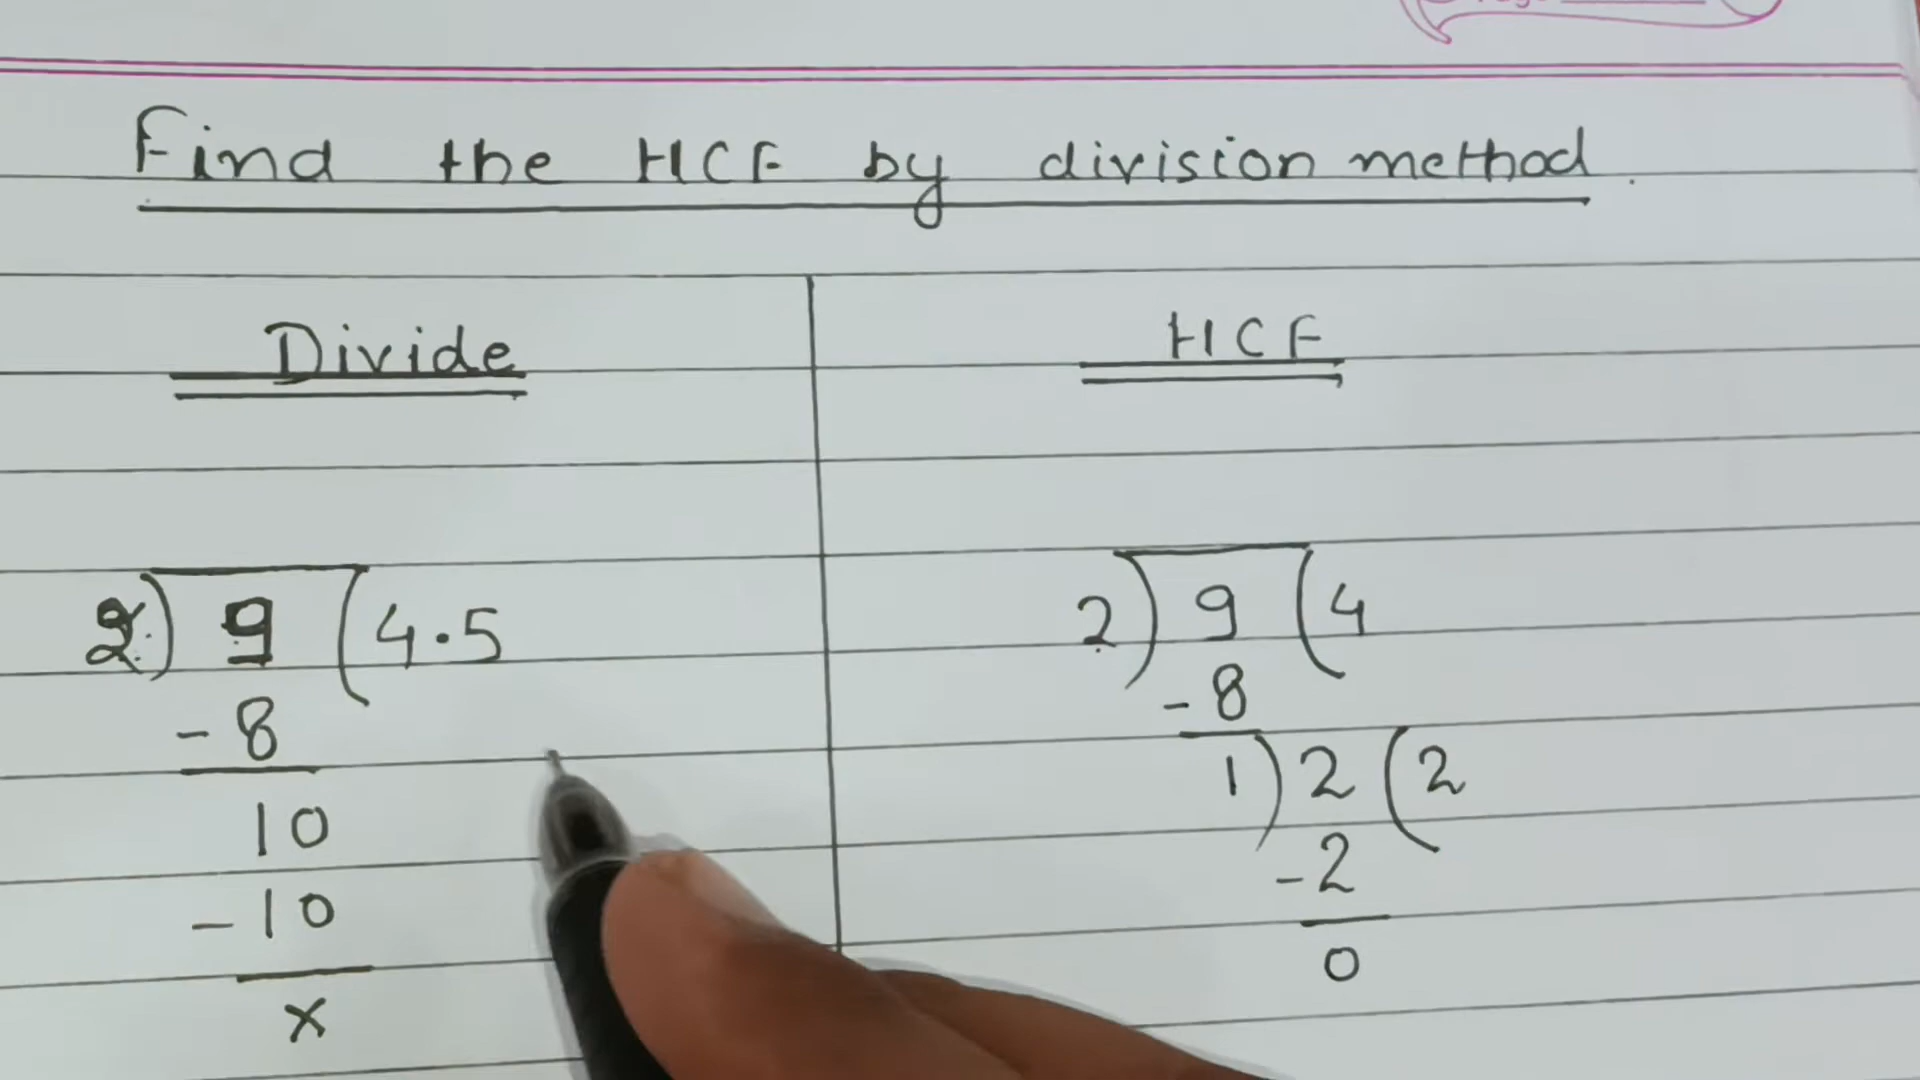 Find the HCF by division method.
Divide
2) 9 (4.5
-8
10
-10
x
HCF
2) 9 (4
-8
1) 2 (2
-2
0